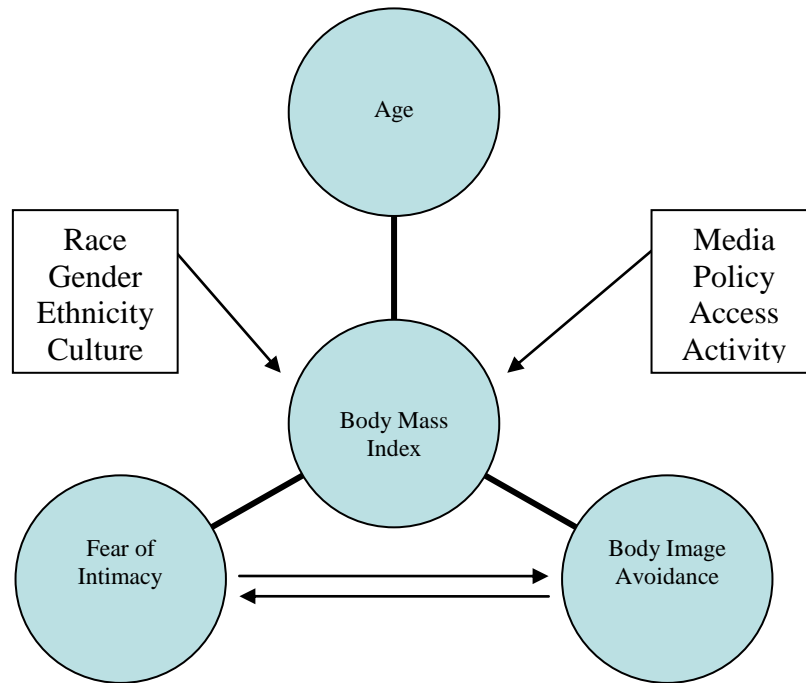 Age
Race
Gender
Ethnicity
Culture
Media
Policy
Access
Activity
Body Mass
Index
Fear of
Intimacy
Body Image
Avoidance